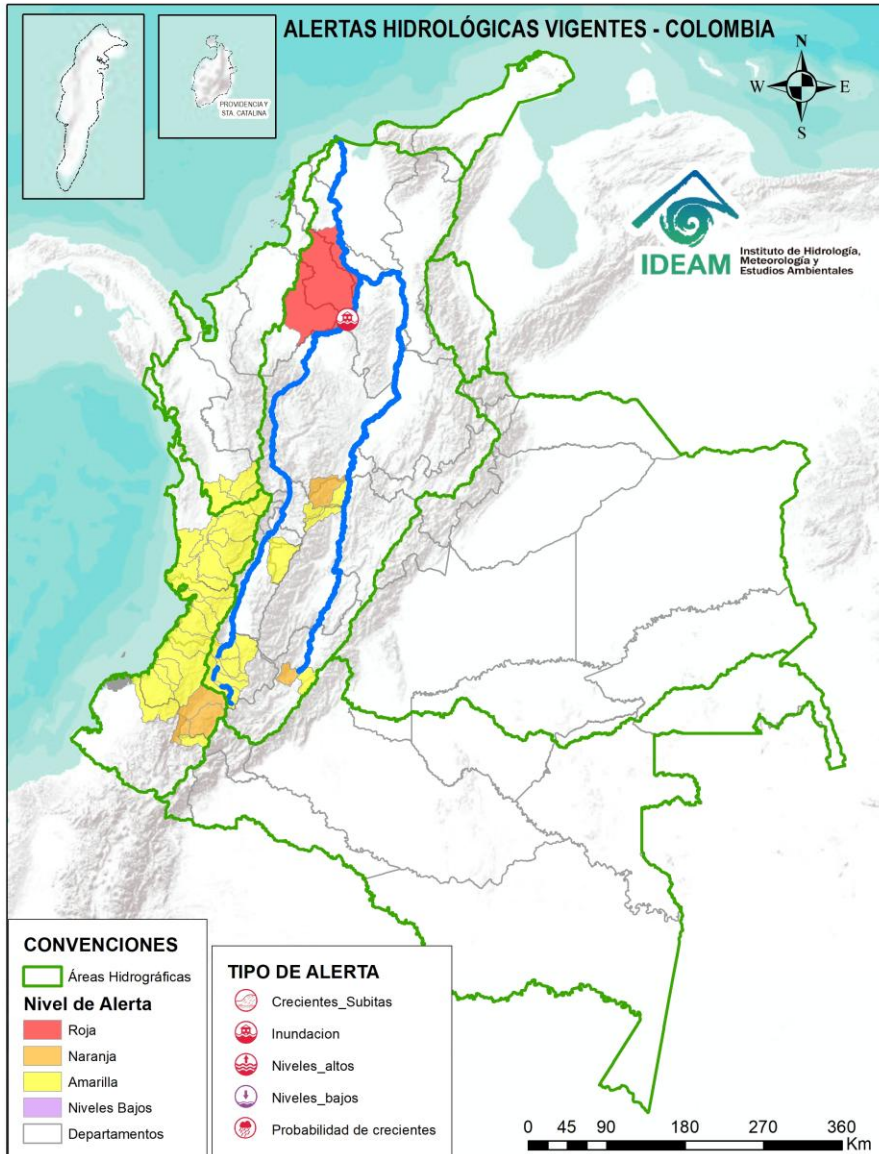 ALERTAS HIDROLÓGICAS VIGENTES - COLOMBIA
PROVIDENCIA Y
STA. CATALINA
N
W
E
S
IDEAM
Instituto de Hidrología,
Meteorología y
Estudios Ambientales
CONVENCIONES
Áreas Hidrográficas
Nivel de Alerta
Roja
Naranja
Amarilla
Niveles Bajos
Departamentos
TIPO DE ALERTA
Crecientes_Subitas
Inundacion
Niveles_altos
Niveles_bajos
Probabilidad de crecientes
0 45 90 180 270 360
Km